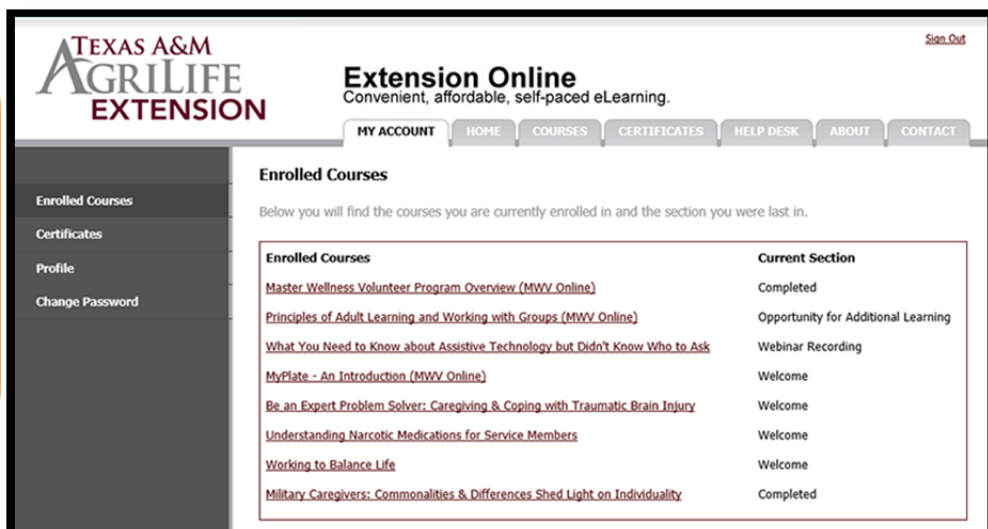 TEXAS A&M
AGRILIFE
EXTENSION
Sign Out
Extension Online
Convenient, affordable, self-paced eLearning.
MY ACCOUNT HOME COURSES CERTIFICATES HELP DESK ABOUT CONTACT
Enrolled Courses
Certificates
Profile
Change Password
Enrolled Courses
Below you will find the courses you are currently enrolled in and the section you were last in.
Enrolled Courses Current Section
Master Wellness Volunteer Program Overview (MWV Online) Completed
Principles of Adult Learning and Working with Groups (MWV Online) Opportunity for Additional Learning
What You Need to Know about Assistive Technology but Didn't Know Who to Ask Webinar Recording
MyPlate - An Introduction (MWV Online) Welcome
Be an Expert Problem Solver: Caregiving & Coping with Traumatic Brain Injury Welcome
Understanding Narcotic Medications for Service Members Welcome
Working to Balance Life Welcome
Military Caregivers: Commonalities & Differences Shed Light on Individuality Completed